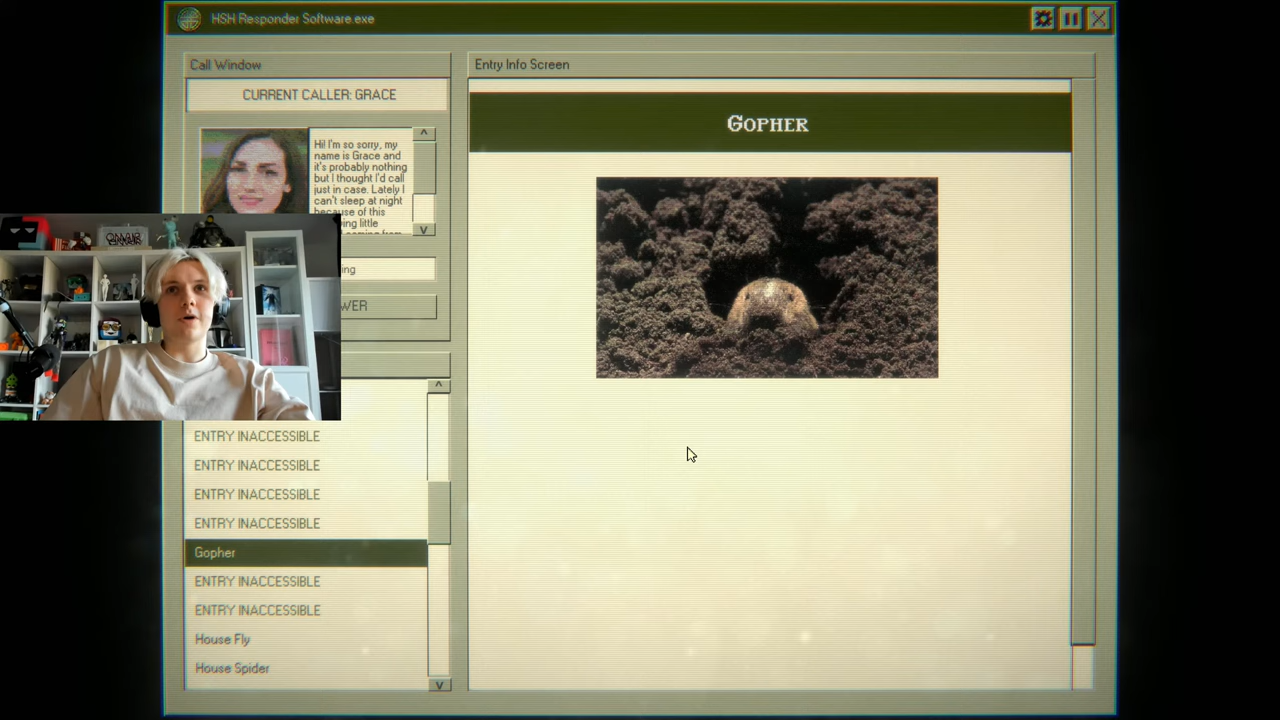 HSH Responder Software.exe
Call Window
CURRENT CALLER: GRACE
Hi! I'm so sorry, my
name is Grace and
it's probably nothing
but I thought I'd call
just in case. Lately I
can't sleep at night
because of this
little
coming from
ENTRY INACCESSIBLE
ENTRY INACCESSIBLE
ENTRY INACCESSIBLE
ENTRY INACCESSIBLE
Gopher
ENTRY INACCESSIBLE
ENTRY INACCESSIBLE
House Fly
House Spider
Entry Info Screen
GOPHER